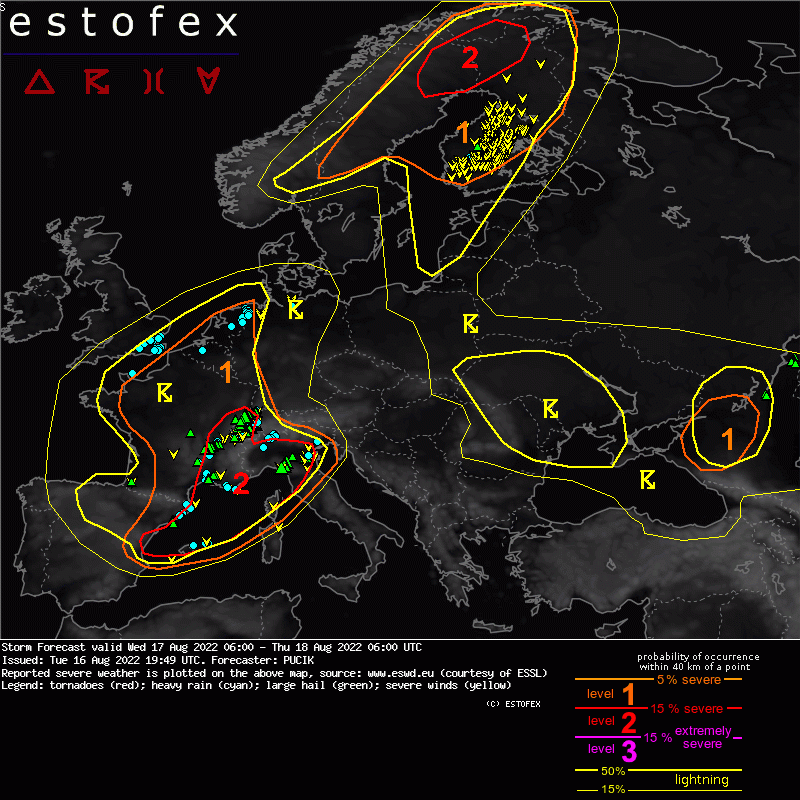 S
estofex
2
1
1
1
2
Storm Forecast valid Wed 17 Aug 2022 06:00 - Thu 18 Aug 2022 06:00 UTC
Issued: Tue 16 Aug 2022 19:49 UTC. Forecaster: PUCIK
Reported severe weather is plotted on the above map, source: www.eswd.eu (courtesy of ESSL)
Legend: tornadoes (red); heavy rain (cyan); large hail (green); severe winds (yellow)
(C) ESTOFEX
probability of occurrence
within 40 km of a point
5% severe
level 1
15 % severe
level 2
15 % extremely severe
level 3
50%
lightning
15%